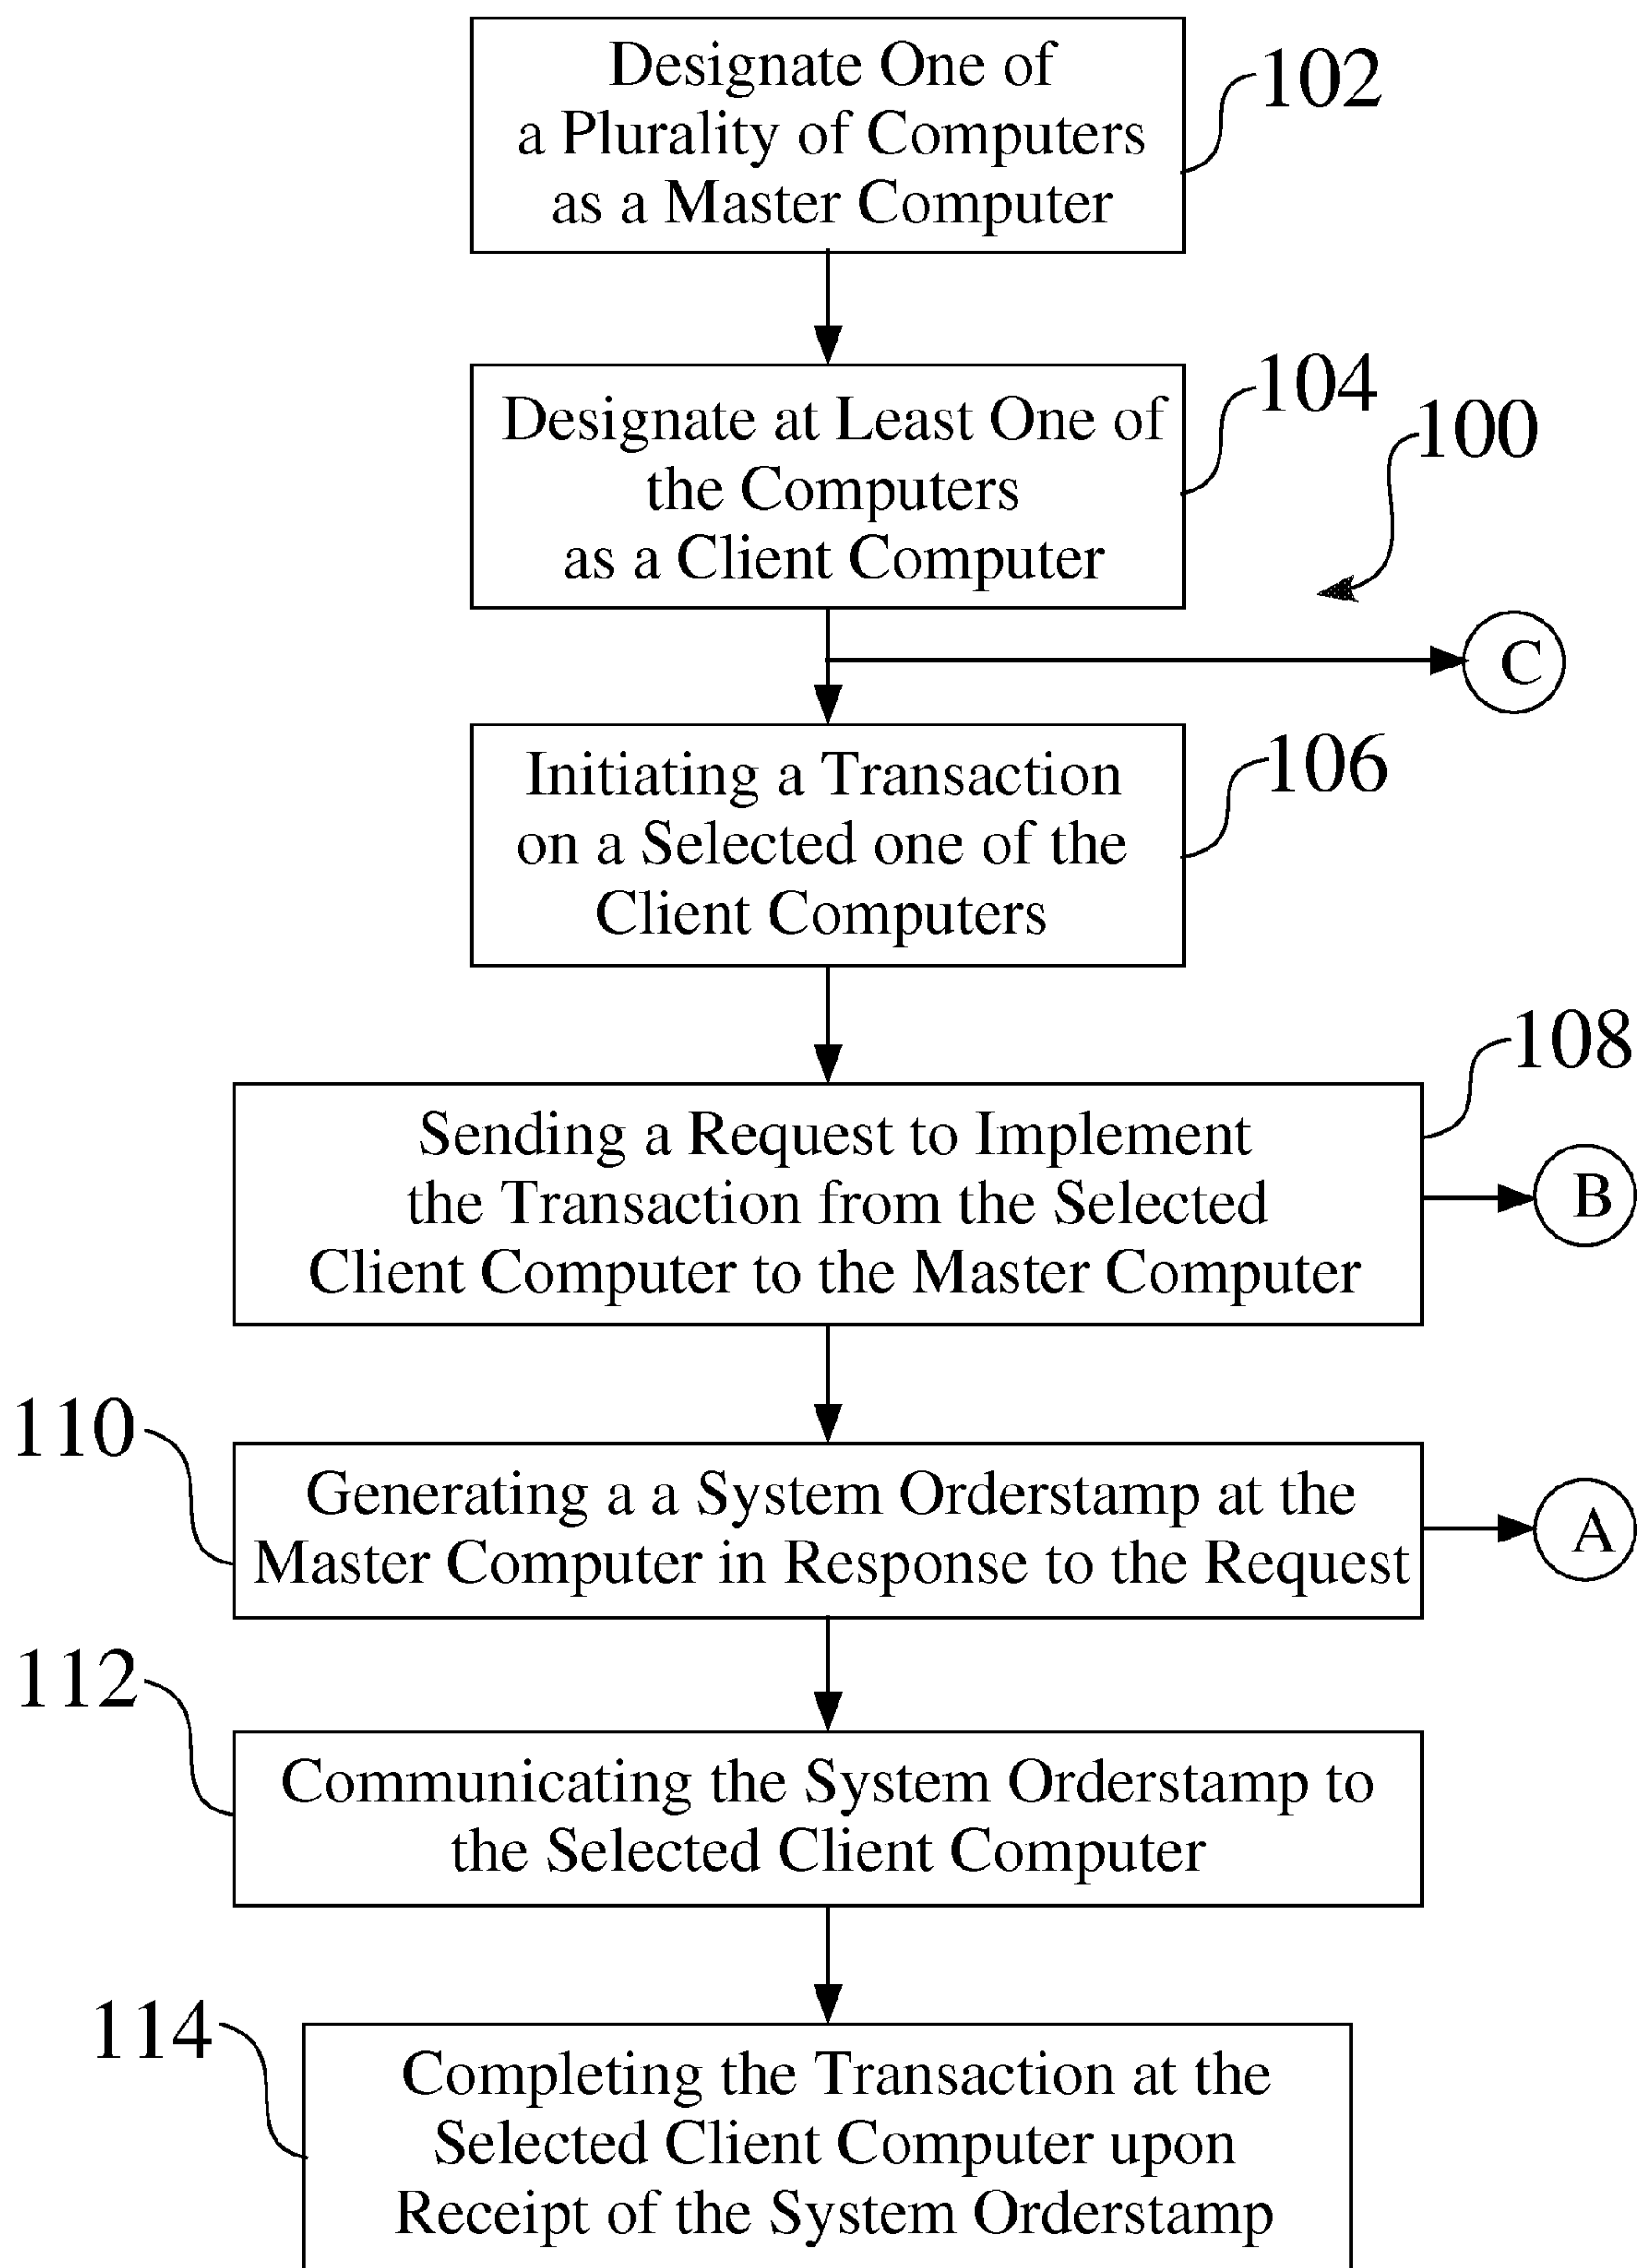 Designate One of
a Plurality of Computers
as a Master Computer
102
Designate at Least One of
the Computers
as a Client Computer
104
100
C
Initiating a Transaction
on a Selected one of the
Client Computers
106
Sending a Request to Implement
the Transaction from the Selected
Client Computer to the Master Computer
108
B
110
Generating a a System Orderstamp at the
Master Computer in Response to the Request
A
112
Communicating the System Orderstamp to
the Selected Client Computer
114
Completing the Transaction at the
Selected Client Computer upon
Receipt of the System Orderstamp